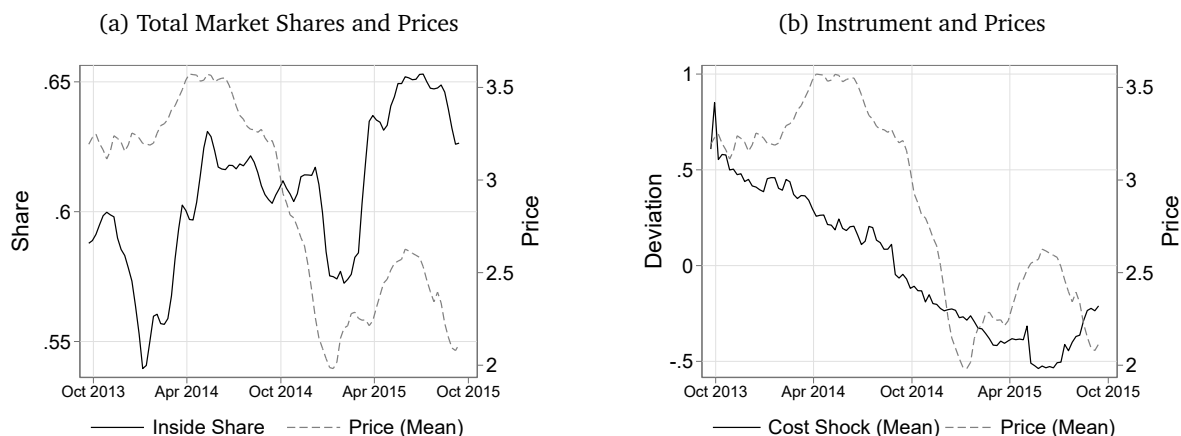 (a) Total Market Shares and Prices
.65
.6
.55
Share
3.5
3
2.5
2
Price
Oct 2013 Apr 2014 Oct 2014 Apr 2015 Oct 2015
Inside Share Price (Mean)
(b) Instrument and Prices
1
.5
0
-.5
Deviation
3.5
3
2.5
2
Price
Oct 2013 Apr 2014 Oct 2014 Apr 2015 Oct 2015
Cost Shock (Mean) Price (Mean)